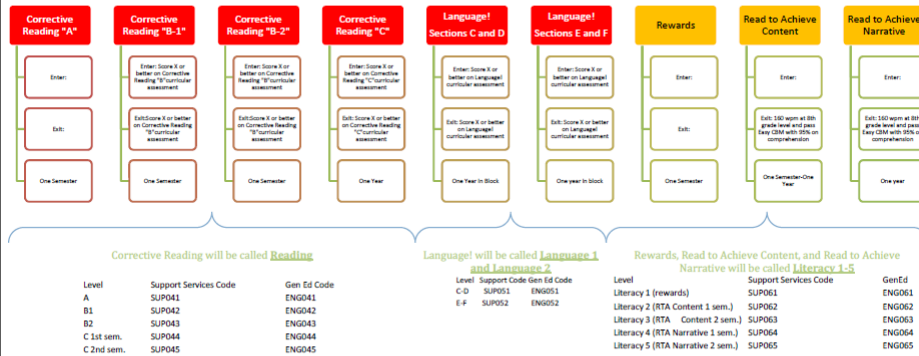 Corrective
Reading "A"
Corrective
Reading "B-1"
Corrective
Reading "B-2"
Corrective
Reading "C"
Language!
Sections C and D
Language!
Sections E and F
Rewards
Read to Achieve
Content
Read to Achieve
Narrative
Enter:
Enter: Score X or
better on Corrective
Reading "B"curricular
assessment
Enter: Score X or
better on Corrective
Reading "B"curricular
assessment
Enter: Score X or
better on Corrective
Reading "C"curricular
assessment
Enter: Score X or
better on Language!
curricular assessment
Enter: Score X or
better on Language!
curricular assessment
Enter:
Enter:
Enter:
Exit:
Exit:Score X or better
on Corrective Reading
"B"curricular
assessment
Exit:Score X or better
on Corrective Reading
"B"curricular
assessment
Exit:Score X or better
on Corrective Reading
"C"curricular
assessment
Exit: Score X or better
on Language!
curricular assessment
Exit: Score X or better
on Language!
curricular assessment
Exit:
Exit: 160 wpm at 8th
grade level and pass
Easy CBM with 95% on
comprehension
Exit: 160 wpm at 8th
grade level and pass
Easy CBM with 95% on
comprehension
One Semester
One Semester
One Semester
One Year
One Year in Block
One year in block
One Semester
One Semester-One
Year
One year
Corrective Reading will be called Reading
Level Support Services Code Gen Ed Code
A SUP041 ENG041
B1 SUP042 ENG042
B2 SUP043 ENG043
C 1st sem. SUP044 ENG044
C 2nd sem. SUP045 ENG045
Language! will be called Language 1
and Language 2
Level Support Code Gen Ed Code
C-D SUP051 ENG051
E-F SUP052 ENG052
Rewards, Read to Achieve Content, and Read to Achieve
Narrative will be called Literacy 1-5
Level Support Services Code GenEd
Literacy 1 (rewards) SUP061 ENG061
Literacy 2 (RTA Content 1 sem.) SUP062 ENG062
Literacy 3 (RTA Content 2 sem.) SUP063 ENG063
Literacy 4 (RTA Narrative 1 sem.) SUP064 ENG064
Literacy 5 (RTA Narrative 2 sem.) SUP065 ENG065